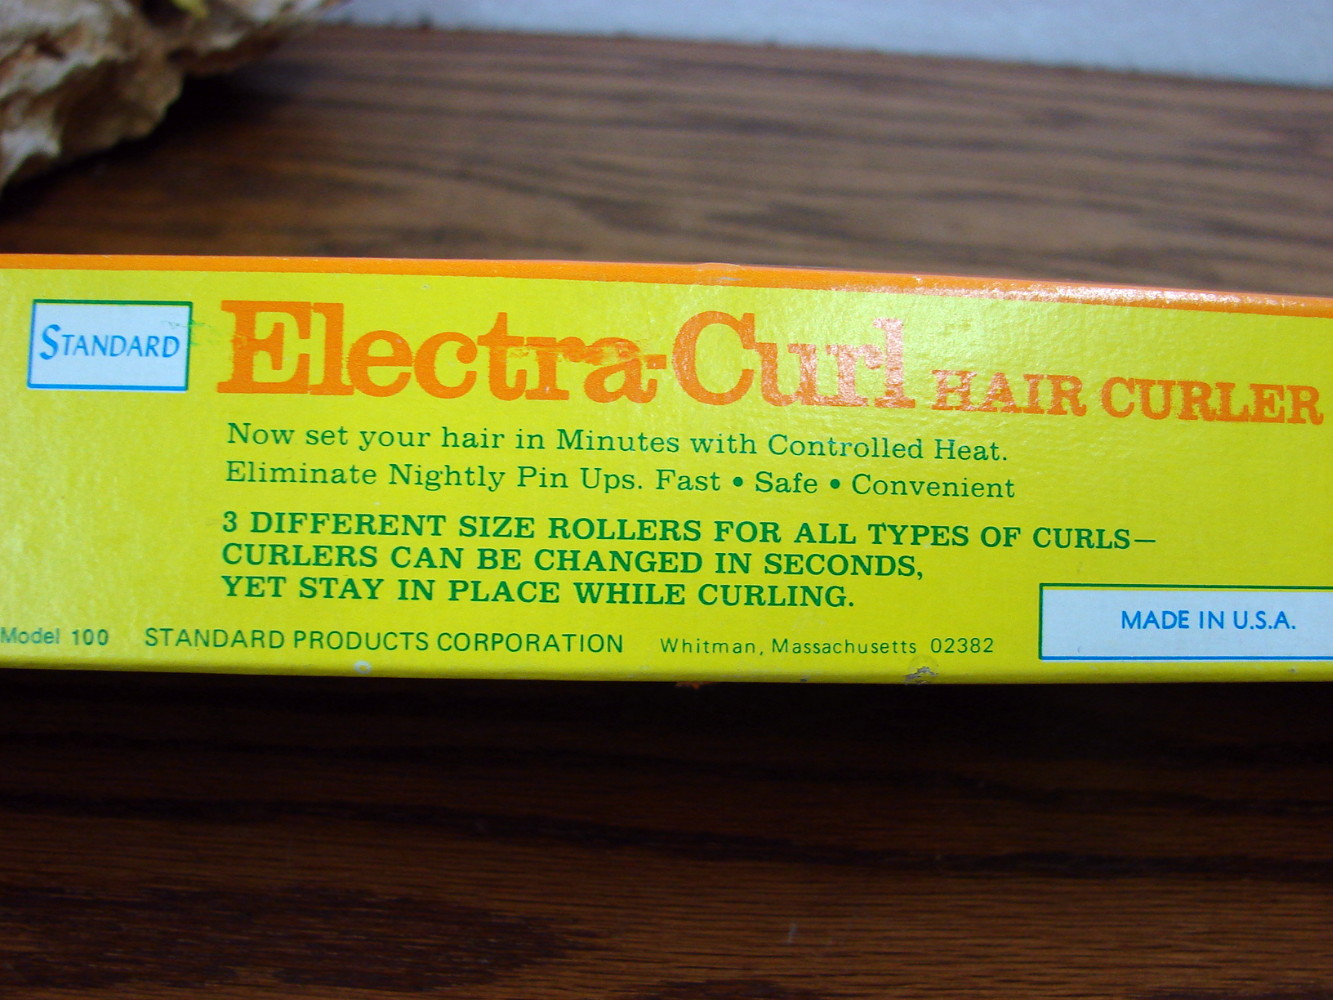 STANDARD
Electra-Curl HAIR CURLER
Now set your hair in Minutes with Controlled Heat.
Eliminate Nightly Pin Ups. Fast • Safe • Convenient
3 DIFFERENT SIZE ROLLERS FOR ALL TYPES OF CURLS—
CURLERS CAN BE CHANGED IN SECONDS,
YET STAY IN PLACE WHILE CURLING.
Model 100 STANDARD PRODUCTS CORPORATION Whitman, Massachusetts 02382
MADE IN U.S.A.